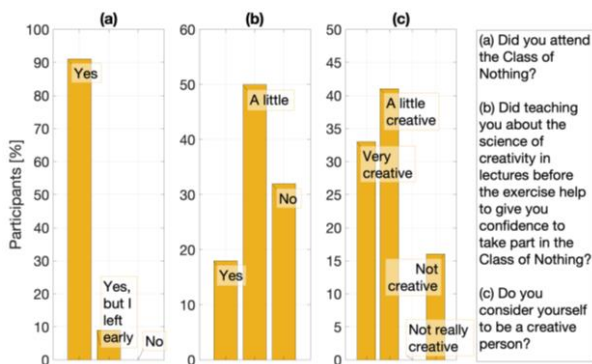 (a)
Participants [%]
100
90
80
70
60
50
40
30
20
10
0
Yes
Yes,
but I
left
early
No
(b)
60
50
40
30
20
10
0
Yes
A little
No
(c)
50
45
40
35
30
25
20
15
10
5
0
Very
creative
A little
creative
Not really
creative
Not
creative
(a) Did you attend
the Class of
Nothing?
(b) Did teaching
you about the
science of
creativity in
lectures before
the exercise help
to give you
confidence to
take part in the
Class of Nothing?
(c) Do you
consider yourself
to be a creative
person?